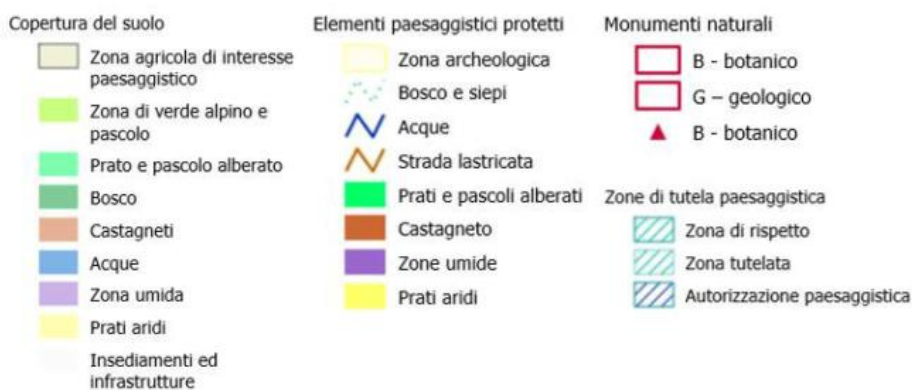 Copertura del suolo
Zona agricola di interesse
paesaggistico
Zona di verde alpino e
pascolo
Prato e pascolo alberato
Bosco
Castagneti
Acque
Zona umida
Prati aridi
Insediamenti ed
infrastrutture
Elementi paesaggistici protetti
Zona archeologica
Bosco e siepi
Acque
Strada lastricata
Prati e pascoli alberati
Castagneto
Zone umide
Prati aridi
Monumenti naturali
B - botanico
G – geologico
B - botanico
Zone di tutela paesaggistica
Zona di rispetto
Zona tutelata
Autorizzazione paesaggistica